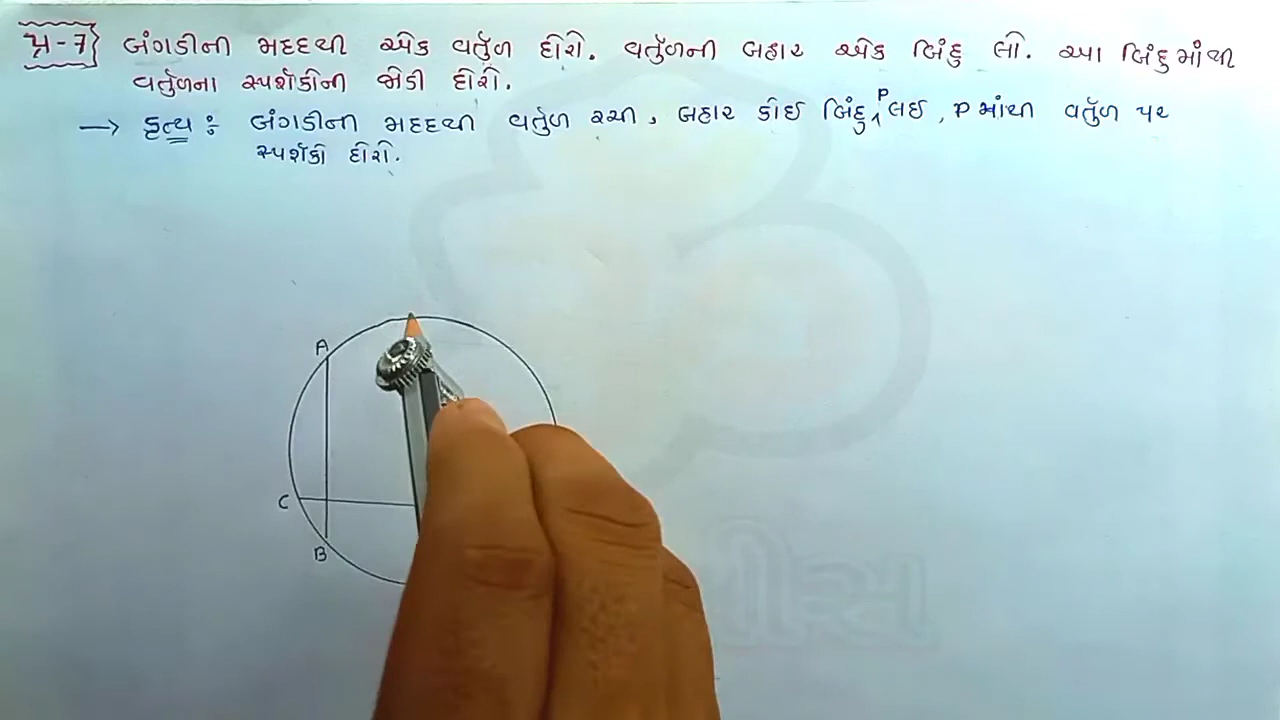 પ્ર-7 બંગડીની મદદથી એક વર્તુળ દોરો. વર્તુળની બહાર એક બિંદુ લો. આ બિંદુમાંથી
વર્તુળના સ્પર્શકોની જોડી દોરો.
→ કૃત્ય : બંગડીની મદદથી વર્તુળ રચી, બહાર કોઈ બિંદુ P લઈ, P માંથી વર્તુળ પર
સ્પર્શકો દોરો.
A
C
B